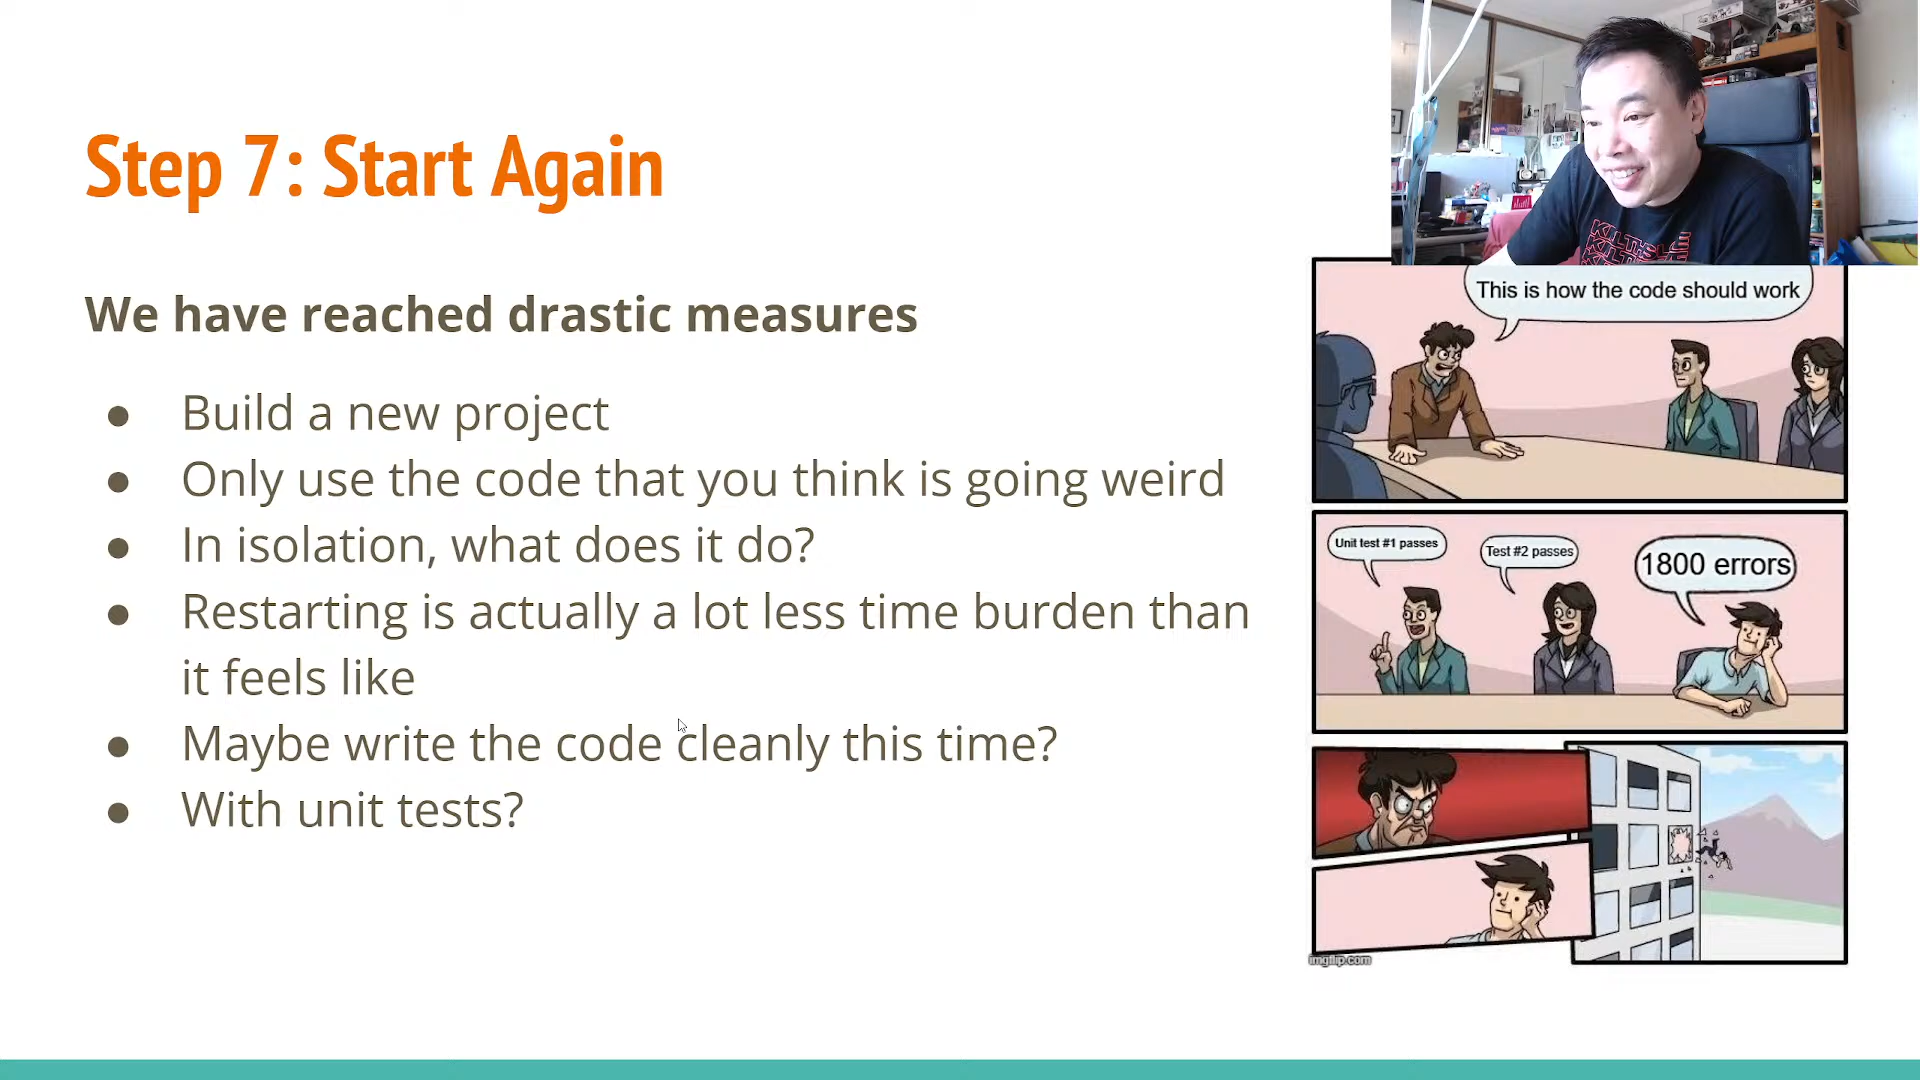 Step 7: Start Again
We have reached drastic measures
● Build a new project
● Only use the code that you think is going weird
● In isolation, what does it do?
● Restarting is actually a lot less time burden than
it feels like
● Maybe write the code cleanly this time?
● With unit tests?
This is how the code should work
Unit test #1 passes
Test #2 passes
1800 errors
imgflip.com